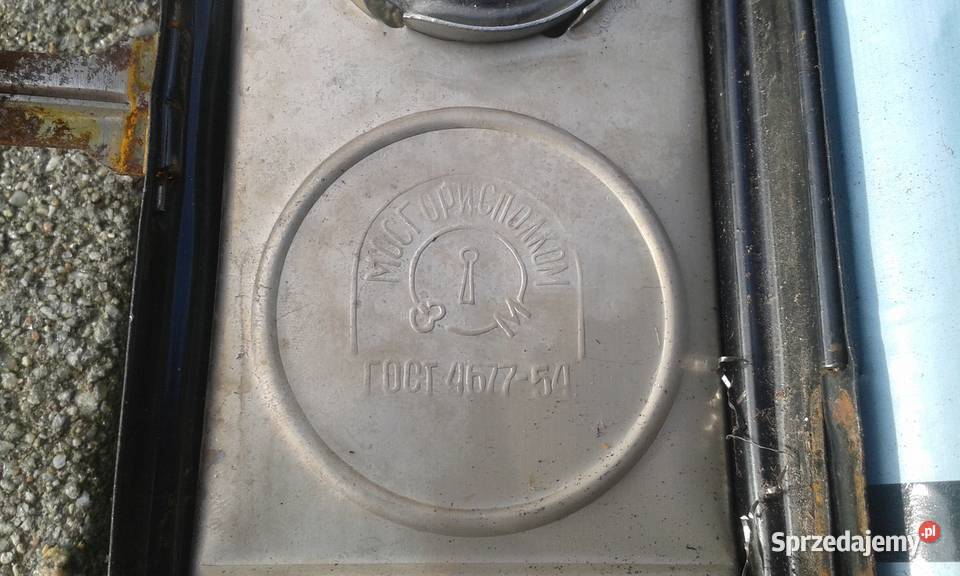 МОСГОРИСПОЛКОМ
З М
ГОСТ 4677-54
Sprzedajemy.pl